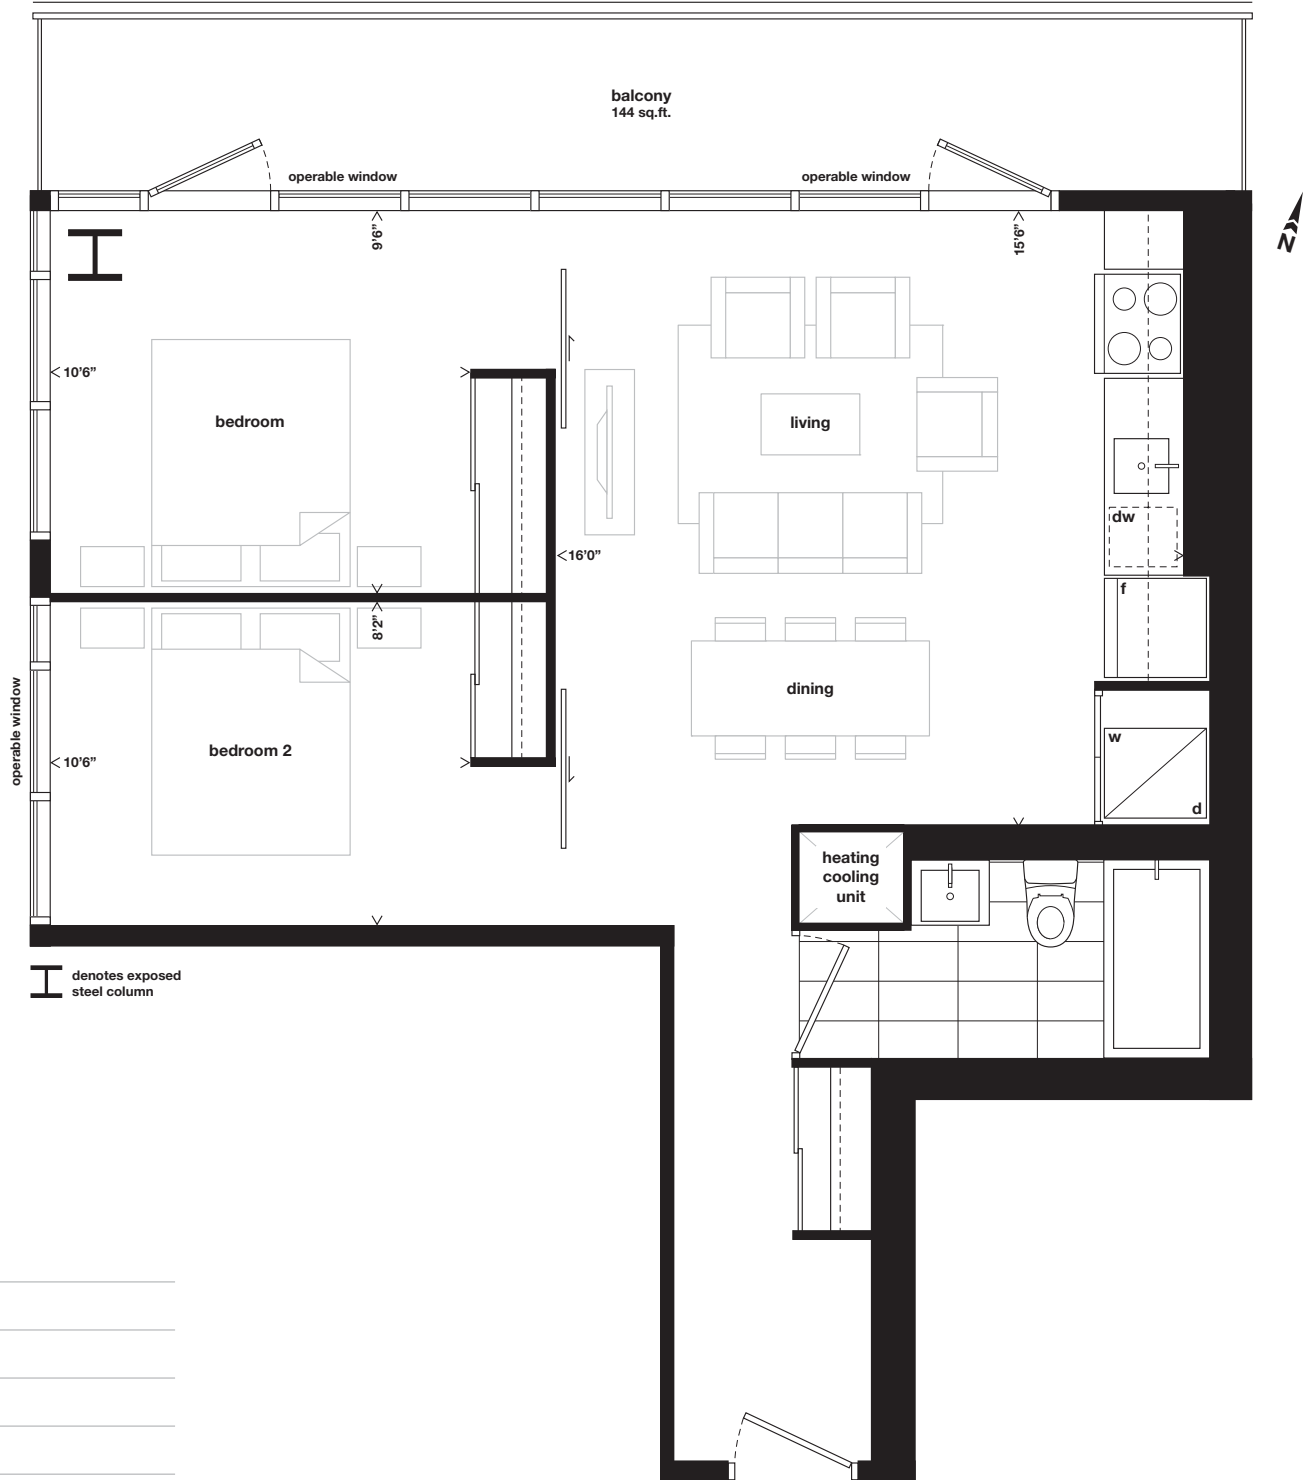 balcony
144 sq.ft.
operable window
operable window
9'6"
15'6"
N
10'6"
bedroom
living
dw
16'0"
f
8'2"
dining
operable window
bedroom 2
10'6"
w
d
heating
cooling
unit
denotes exposed
steel column